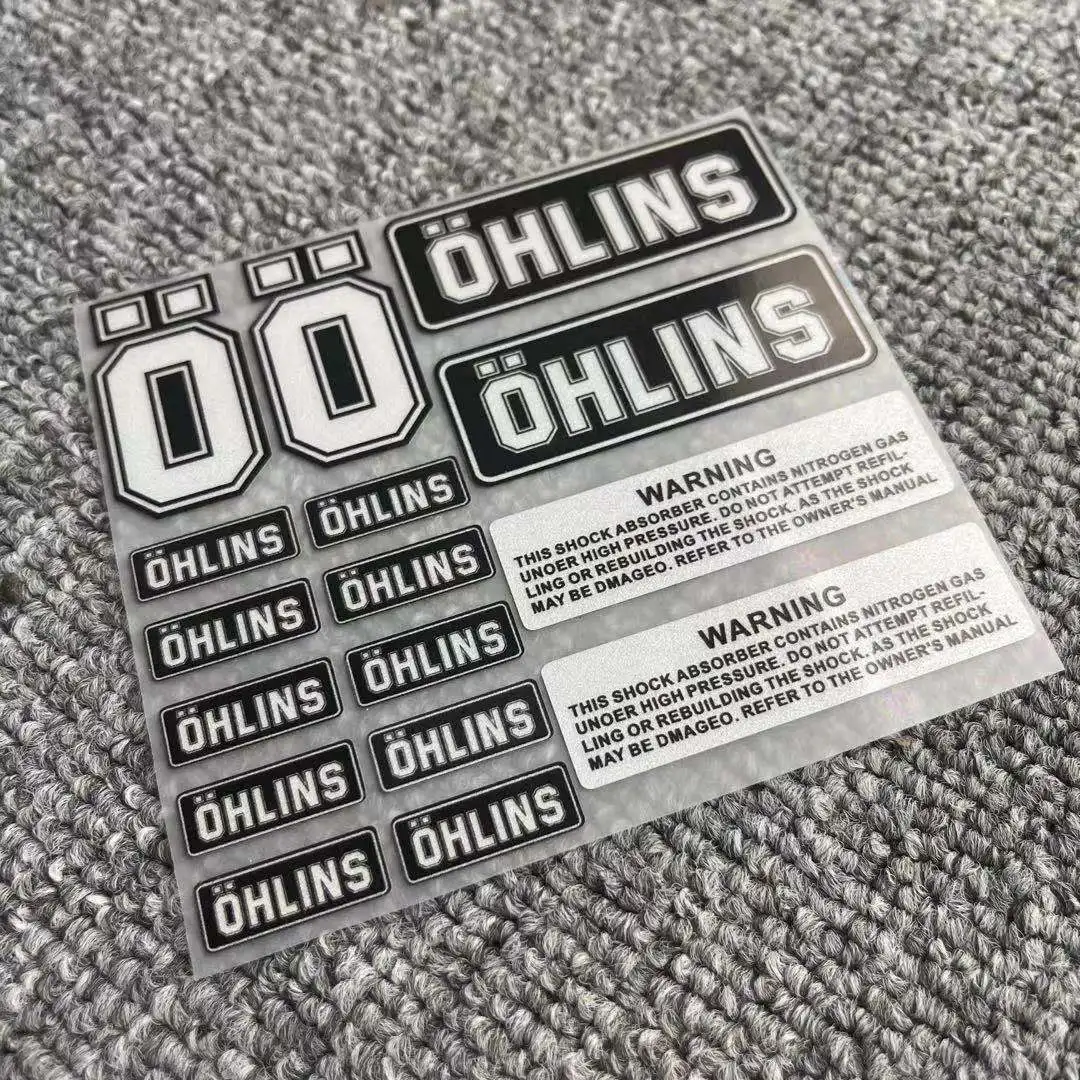 Ö Ö
ÖHLINS
ÖHLINS
ÖHLINS ÖHLINS
ÖHLINS ÖHLINS
ÖHLINS ÖHLINS
ÖHLINS ÖHLINS
ÖHLINS ÖHLINS
WARNING
THIS SHOCK ABSORBER CONTAINS NITROGEN GAS
UNOER HIGH PRESSURE. DO NOT ATTEMPT REFIL-
LING OR REBUILDING THE SHOCK. AS THE SHOCK
MAY BE DMAGEO. REFER TO THE OWNER'S MANUAL
WARNING
THIS SHOCK ABSORBER CONTAINS NITROGEN GAS
UNOER HIGH PRESSURE. DO NOT ATTEMPT REFIL-
LING OR REBUILDING THE SHOCK. AS THE SHOCK
MAY BE DMAGEO. REFER TO THE OWNER'S MANUAL